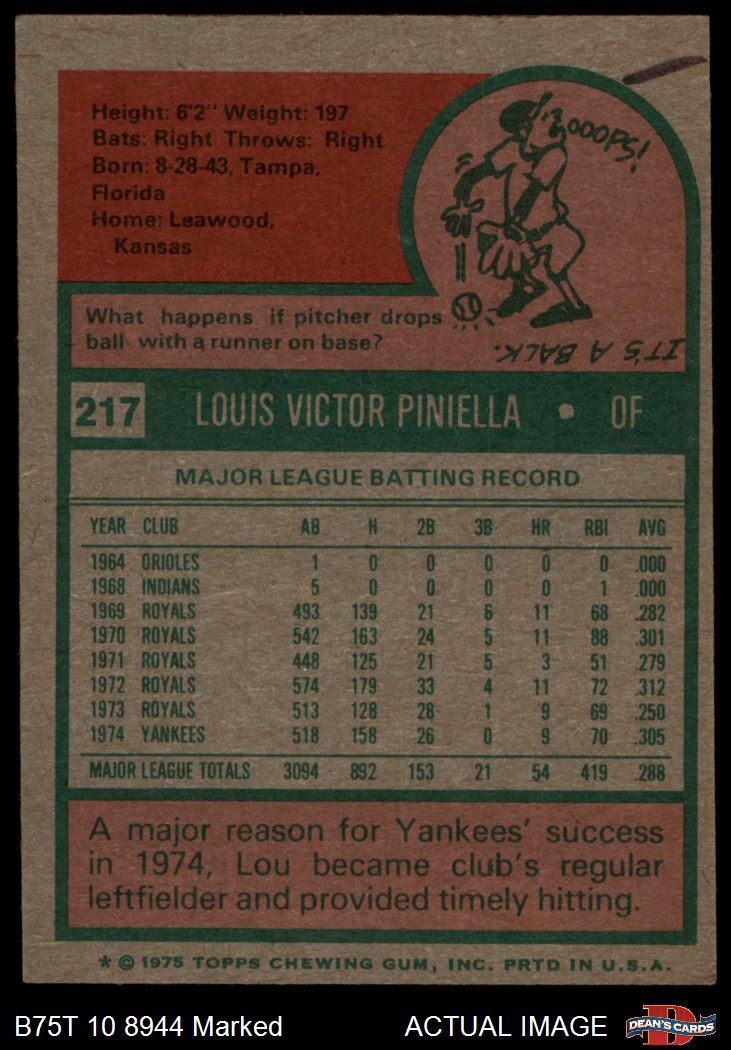 Height: 6'2" Weight: 197
Bats: Right Throws: Right
Born: 8-28-43, Tampa,
Florida
Home: Leawood,
Kansas
OOOPS!
What happens if pitcher drops
ball with a runner on base?
IT'S A BALK.
217 LOUIS VICTOR PINIELLA • OF
MAJOR LEAGUE BATTING RECORD
YEAR CLUB AB H 2B 3B HR RBI AVG
1964 ORIOLES 1 0 0 0 0 0 .000
1968 INDIANS 5 0 0 0 0 1 .000
1969 ROYALS 493 139 21 6 11 68 .282
1970 ROYALS 542 163 24 5 11 88 .301
1971 ROYALS 448 125 21 5 3 51 .279
1972 ROYALS 574 179 33 4 11 72 .312
1973 ROYALS 513 128 28 1 9 69 .250
1974 YANKEES 518 158 26 0 9 70 .305
MAJOR LEAGUE TOTALS 3094 892 153 21 54 419 .288
A major reason for Yankees' success
in 1974, Lou became club's regular
leftfielder and provided timely hitting.
* © 1975 TOPPS CHEWING GUM, INC. PRTD IN U.S.A.
B75T 10 8944 Marked ACTUAL IMAGE DEAN'S CARDS